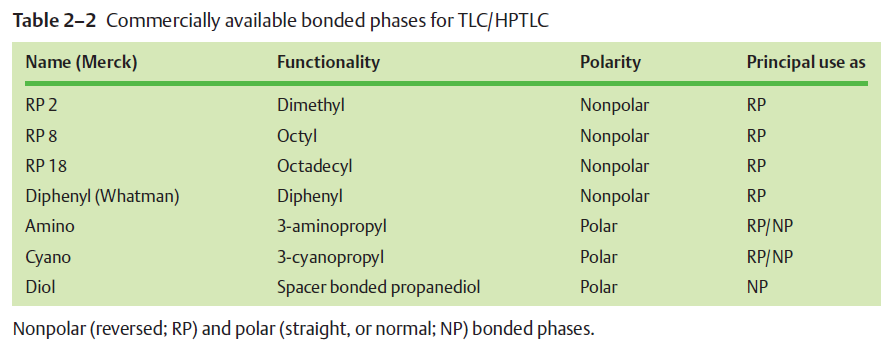 Table 2–2 Commercially available bonded phases for TLC/HPTLC
Name (Merck) Functionality Polarity Principal use as
RP 2 Dimethyl Nonpolar RP
RP 8 Octyl Nonpolar RP
RP 18 Octadecyl Nonpolar RP
Diphenyl (Whatman) Diphenyl Nonpolar RP
Amino 3-aminopropyl Polar RP/NP
Cyano 3-cyanopropyl Polar RP/NP
Diol Spacer bonded propanediol Polar NP
Nonpolar (reversed; RP) and polar (straight, or normal; NP) bonded phases.